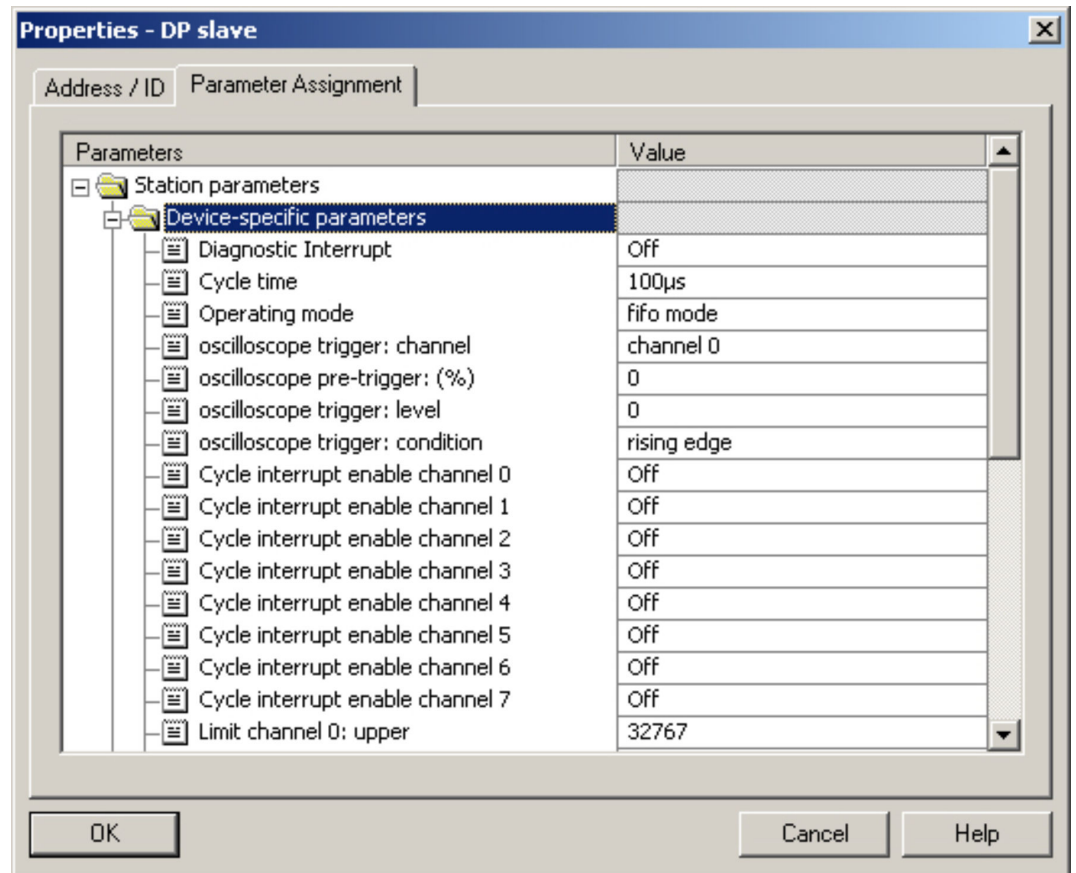 Properties - DP slave
Address / ID Parameter Assignment
Parameters Value
Station parameters
Device-specific parameters
Diagnostic Interrupt Off
Cycle time 100µs
Operating mode fifo mode
oscilloscope trigger: channel channel 0
oscilloscope pre-trigger: (%) 0
oscilloscope trigger: level 0
oscilloscope trigger: condition rising edge
Cycle interrupt enable channel 0 Off
Cycle interrupt enable channel 1 Off
Cycle interrupt enable channel 2 Off
Cycle interrupt enable channel 3 Off
Cycle interrupt enable channel 4 Off
Cycle interrupt enable channel 5 Off
Cycle interrupt enable channel 6 Off
Cycle interrupt enable channel 7 Off
Limit channel 0: upper 32767
OK Cancel Help